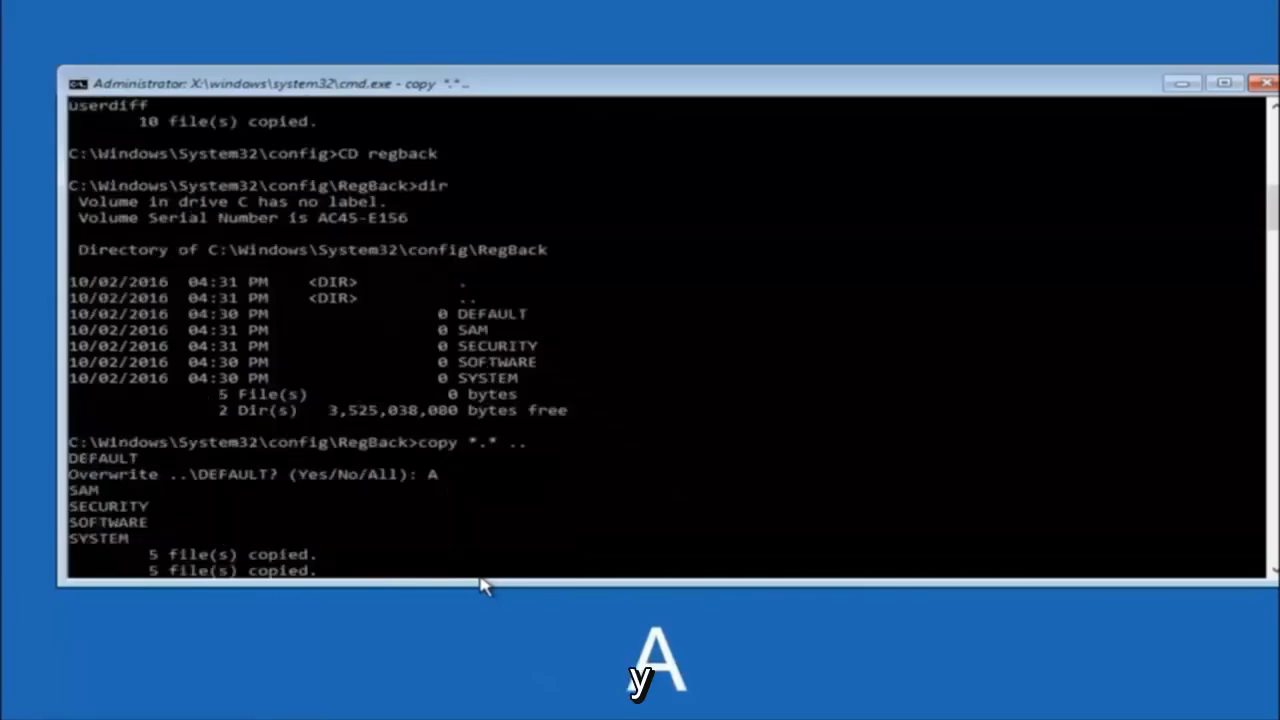 Administrator: X:\windows\system32\cmd.exe - copy *.* ..
userdiff
10 file(s) copied.
C:\Windows\System32\config>CD regback
C:\Windows\System32\config\RegBack>dir
Volume in drive C has no label.
Volume Serial Number is AC45-E156
Directory of C:\Windows\System32\config\RegBack
10/02/2016 04:31 PM <DIR> .
10/02/2016 04:31 PM <DIR> ..
10/02/2016 04:30 PM 0 DEFAULT
10/02/2016 04:31 PM 0 SAM
10/02/2016 04:31 PM 0 SECURITY
10/02/2016 04:30 PM 0 SOFTWARE
10/02/2016 04:30 PM 0 SYSTEM
5 File(s) 0 bytes
2 Dir(s) 3,525,038,080 bytes free
C:\Windows\System32\config\RegBack>copy *.* ..
DEFAULT
Overwrite ..\DEFAULT? (Yes/No/All): A
SAM
SECURITY
SOFTWARE
SYSTEM
5 file(s) copied.
5 file(s) copied.
A
y